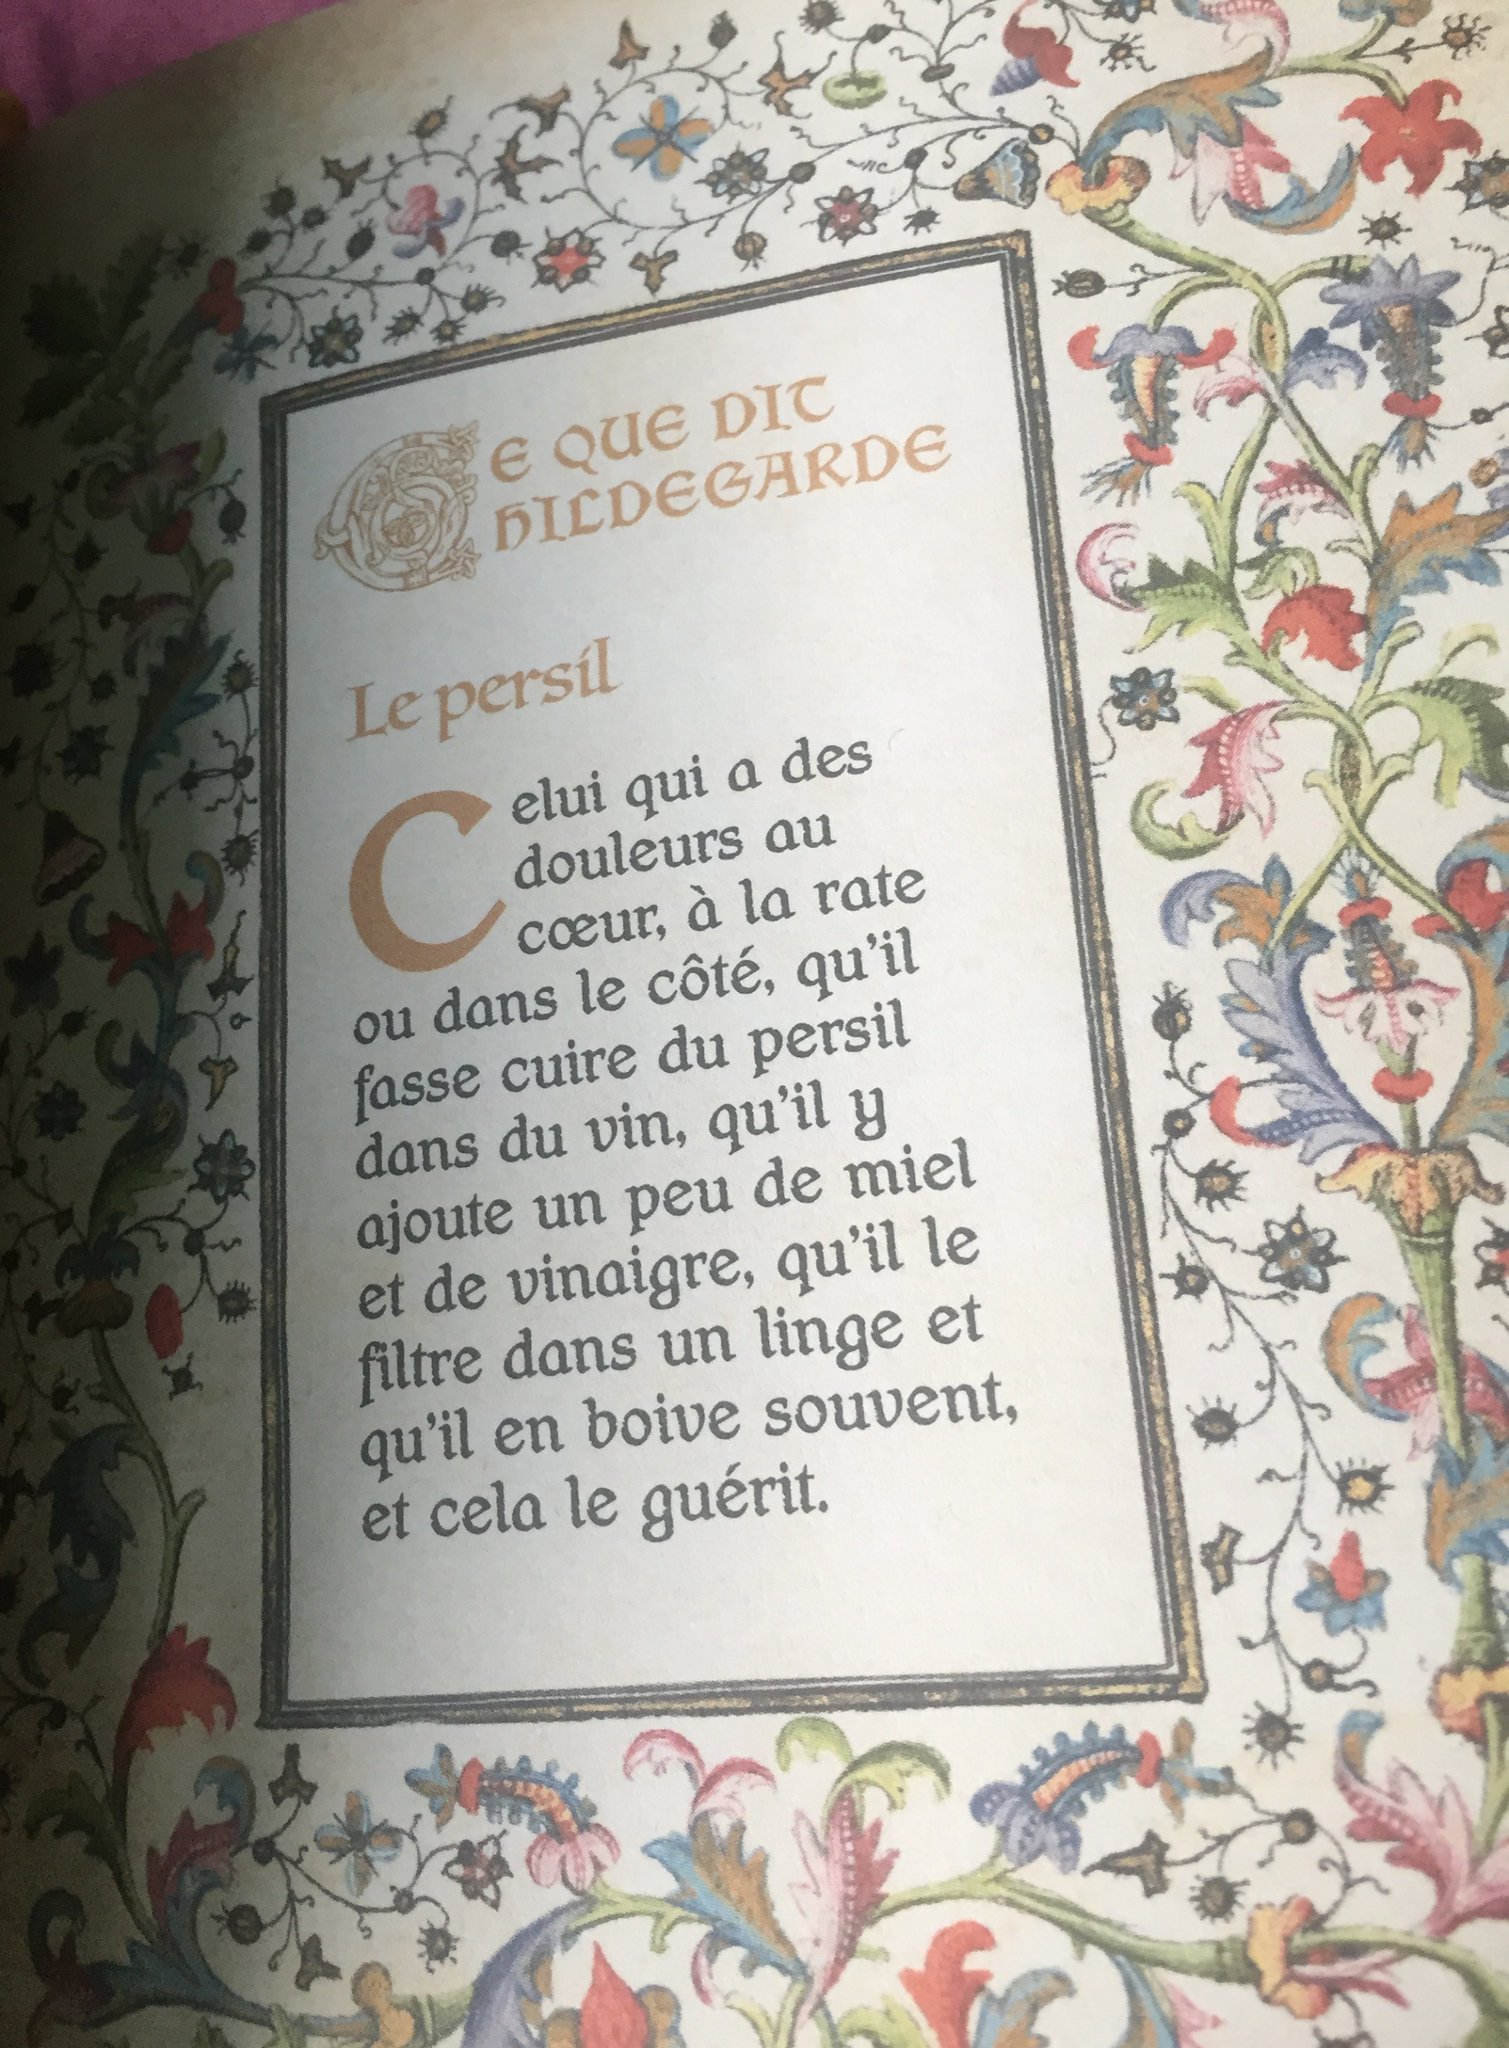 CE QUE DIT
HILDEGARDE
Le persil
Celui qui a des
douleurs au
cœur, à la rate
ou dans le côté, qu'il
fasse cuire du persil
dans du vin, qu'il y
ajoute un peu de miel
et de vinaigre, qu'il le
filtre dans un linge et
qu'il en boive souvent,
et cela le guérit.